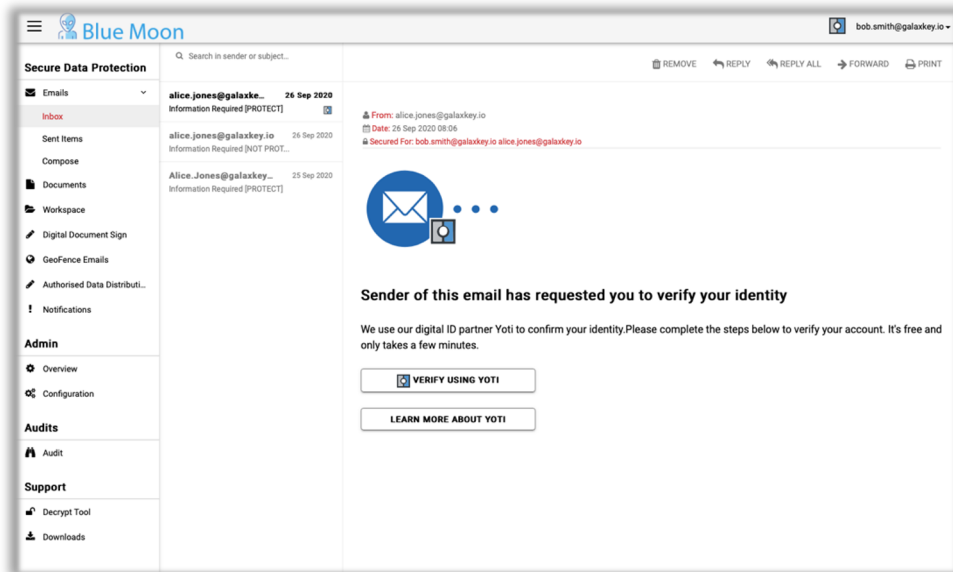 Blue Moon
bob.smith@galaxkey.io
Secure Data Protection
Emails
Inbox
Sent Items
Compose
Documents
Workspace
Digital Document Sign
GeoFence Emails
Authorised Data Distributi...
Notifications
Admin
Overview
Configuration
Audits
Audit
Support
Decrypt Tool
Downloads
Search in sender or subject...
alice.jones@galaxke... 26 Sep 2020
Information Required [PROTECT]
alice.jones@galaxkey.io 26 Sep 2020
Information Required [NOT PROT...
Alice.Jones@galaxkey... 25 Sep 2020
Information Required [PROTECT]
REMOVE REPLY REPLY ALL FORWARD PRINT
From: alice.jones@galaxkey.io
Date: 26 Sep 2020 08:06
Secured For: bob.smith@galaxkey.io alice.jones@galaxkey.io
Sender of this email has requested you to verify your identity
We use our digital ID partner Yoti to confirm your identity.Please complete the steps below to verify your account. It's free and
only takes a few minutes.
VERIFY USING YOTI
LEARN MORE ABOUT YOTI